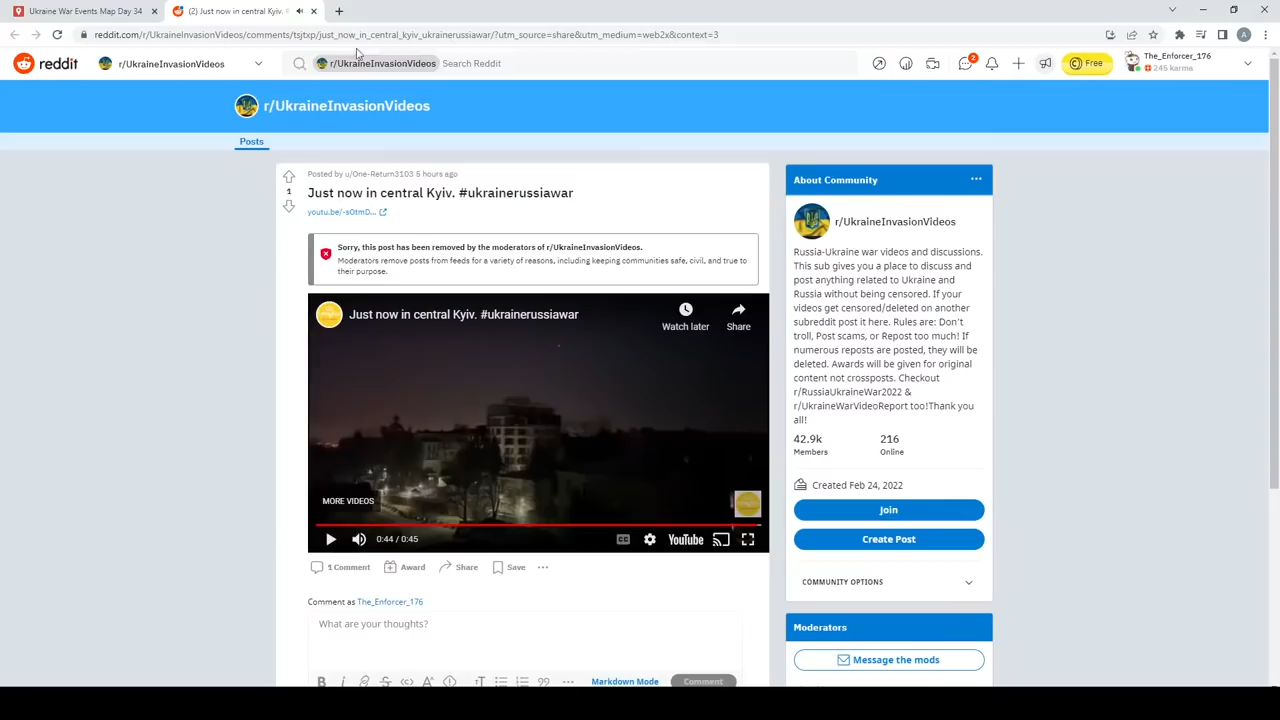 Ukraine War Events Map Day 34
(2) Just now in central Kyiv.
reddit.com/r/UkraineInvasionVideos/comments/tsjtxp/just_now_in_central_kyiv_ukrainerussiawar/?utm_source=share&utm_medium=web2x&context=3
A
reddit
r/UkraineInvasionVideos
r/UkraineInvasionVideos
Search Reddit
2
Free
The_Enforcer_176
245 karma
r/UkraineInvasionVideos
Posts
Posted by u/One-Return3103 5 hours ago
1
Just now in central Kyiv. #ukrainerussiawar
youtu.be/-s0tmD...
Sorry, this post has been removed by the moderators of r/UkraineInvasionVideos.
Moderators remove posts from feeds for a variety of reasons, including keeping communities safe, civil, and true to
their purpose.
Just now in central Kyiv. #ukrainerussiawar
Watch later
Share
MORE VIDEOS
0:44 / 0:45
CC
YouTube
1 Comment
Award
Share
Save
Comment as The_Enforcer_176
What are your thoughts?
Markdown Mode
Comment
About Community
r/UkraineInvasionVideos
Russia-Ukraine war videos and discussions.
This sub gives you a place to discuss and
post anything related to Ukraine and
Russia without being censored. If your
videos get censored/deleted on another
subreddit post it here. Rules are: Don't
troll, Post scams, or Repost too much! If
numerous reposts are posted, they will be
deleted. Awards will be given for original
content not crossposts. Checkout
r/RussiaUkraineWar2022 &
r/UkraineWarVideoReport too!Thank you
all!
42.9k
Members
216
Online
Created Feb 24, 2022
Join
Create Post
COMMUNITY OPTIONS
Moderators
Message the mods